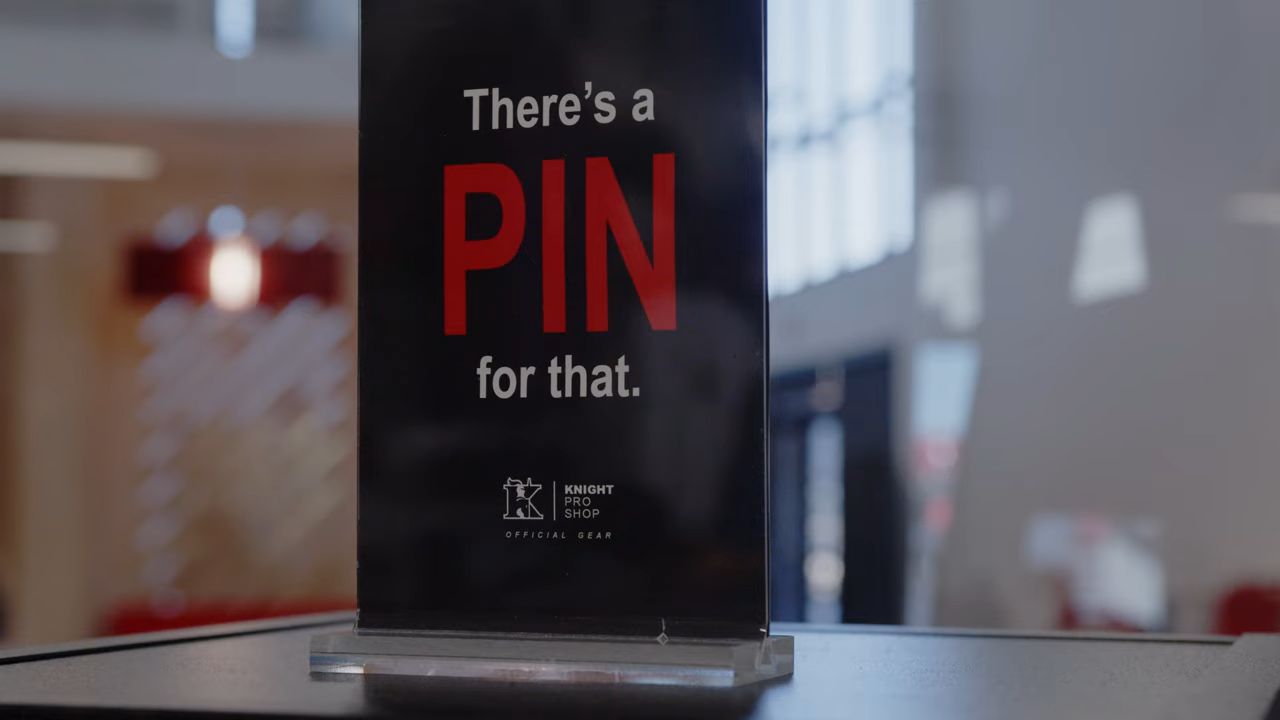 There's a
PIN
for that.
K
KNIGHT
PRO
SHOP
OFFICIAL GEAR